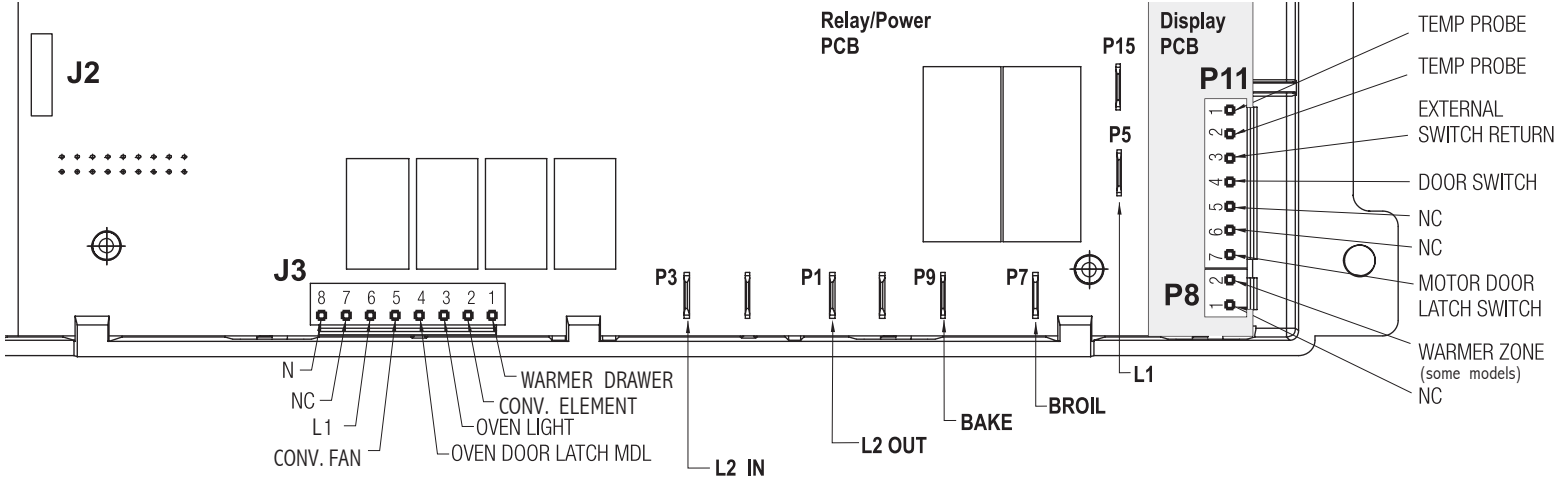 Relay/Power
PCB
Display
PCB
J2
P15
P5
P11
1
2
3
4
5
6
7
P8
2
1
TEMP PROBE
TEMP PROBE
EXTERNAL
SWITCH RETURN
DOOR SWITCH
NC
NC
MOTOR DOOR
LATCH SWITCH
WARMER ZONE
(some models)
NC
J3
8 7 6 5 4 3 2 1
P3
P1
P9
P7
N
NC
L1
CONV. FAN
WARMER DRAWER
CONV. ELEMENT
OVEN LIGHT
OVEN DOOR LATCH MDL
L2 IN
L2 OUT
BAKE
BROIL
L1